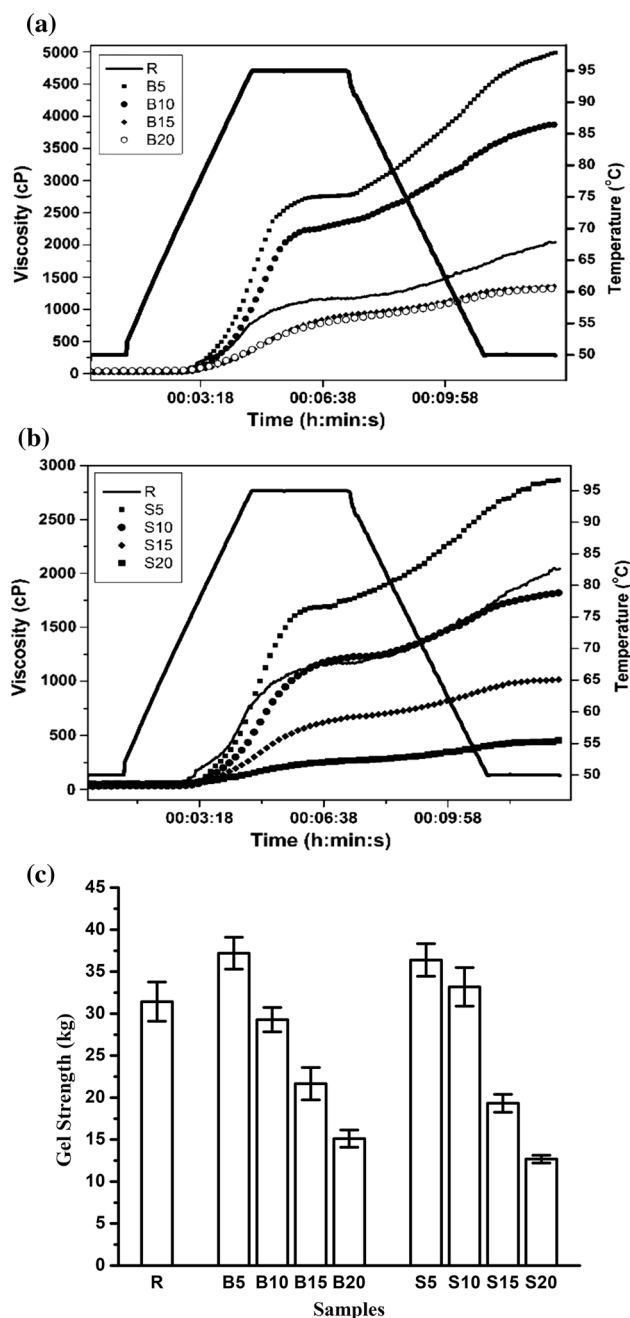 (a)
5000
4500
4000
3500
3000
2500
2000
1500
1000
500
0
Viscosity (cP)
R
B5
B10
B15
B20
95
90
85
80
75
70
65
60
55
50
Temperature (°C)
00:03:18 00:06:38 00:09:58
Time (h:min:s)
(b)
3000
2500
2000
1500
1000
500
0
Viscosity (cP)
R
S5
S10
S15
S20
95
90
85
80
75
70
65
60
55
50
Temperature (°C)
00:03:18 00:06:38 00:09:58
Time (h:min:s)
(c)
45
40
35
30
25
20
15
10
5
0
Gel Strength (kg)
R B5 B10 B15 B20 S5 S10 S15 S20
Samples